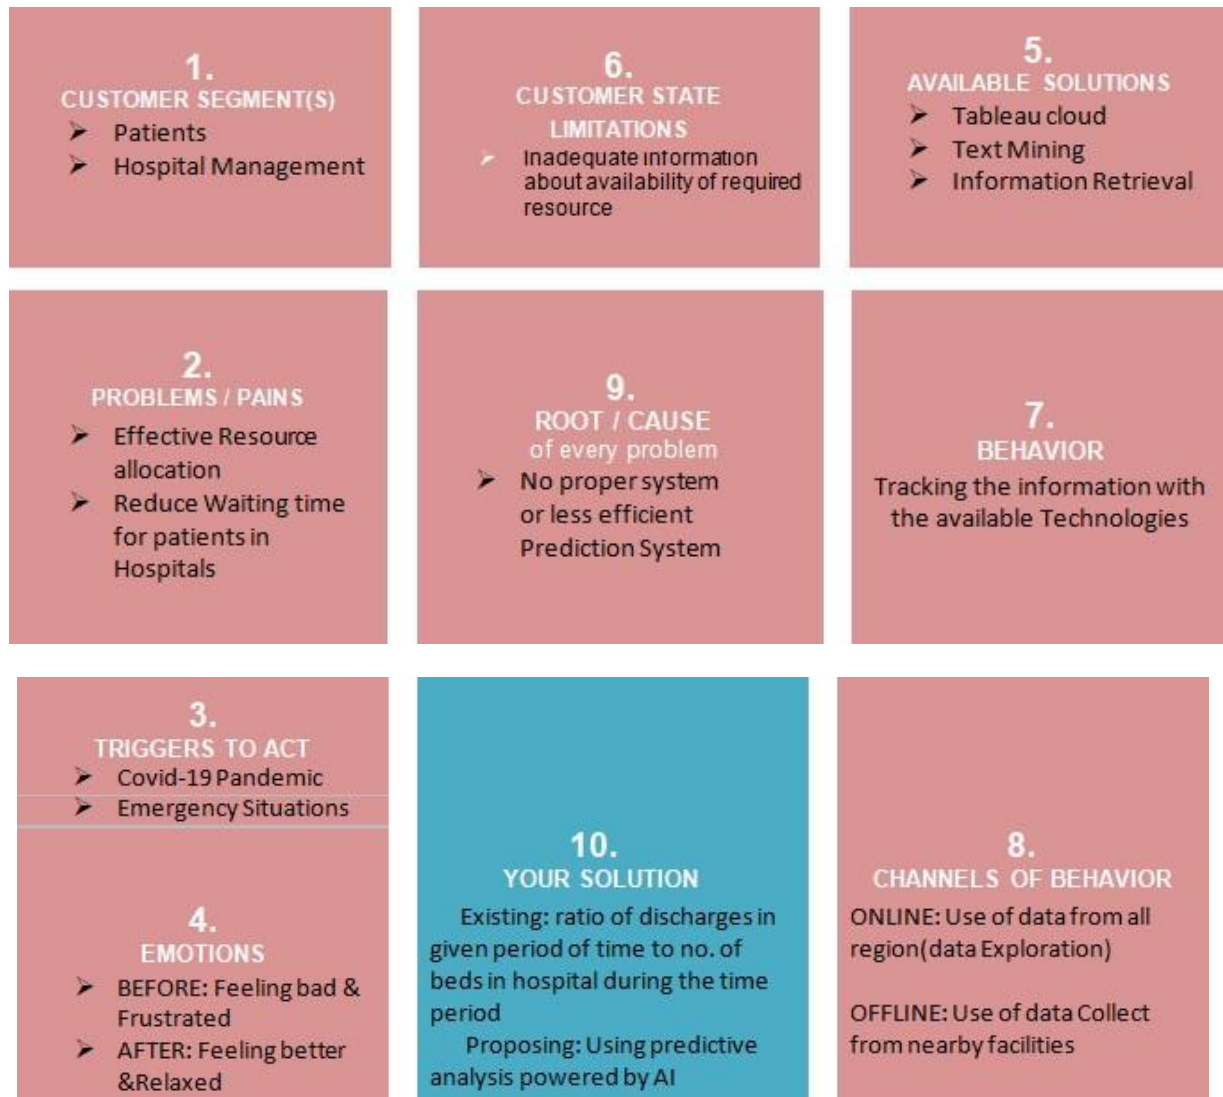 1.
CUSTOMER SEGMENT(S)
➢ Patients
➢ Hospital Management
6.
CUSTOMER STATE
LIMITATIONS
➢ Inadequate information
about availability of required
resource
5.
AVAILABLE SOLUTIONS
➢ Tableau cloud
➢ Text Mining
➢ Information Retrieval
2.
PROBLEMS / PAINS
➢ Effective Resource
allocation
➢ Reduce Waiting time
for patients in
Hospitals
9.
ROOT / CAUSE
of every problem
➢ No proper system
or less efficient
Prediction System
7.
BEHAVIOR
Tracking the information with
the available Technologies
3.
TRIGGERS TO ACT
➢ Covid-19 Pandemic
➢ Emergency Situations
4.
EMOTIONS
➢ BEFORE: Feeling bad &
Frustrated
➢ AFTER: Feeling better
&Relaxed
10.
YOUR SOLUTION
Existing: ratio of discharges in
given period of time to no. of
beds in hospital during the time
period
Proposing: Using predictive
analysis powered by AI
8.
CHANNELS OF BEHAVIOR
ONLINE: Use of data from all
region(data Exploration)
OFFLINE: Use of data Collect
from nearby facilities